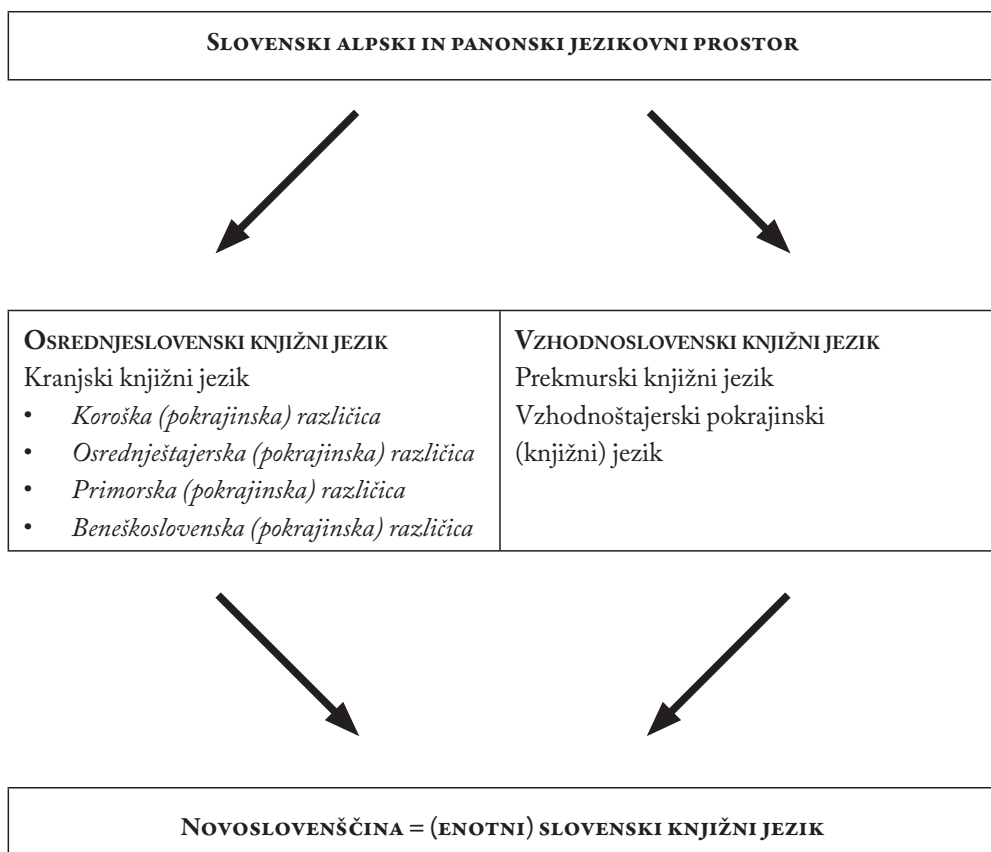 Slovenski alpski in panonski jezikovni prostor
Osrednjeslovenski knjižni jezik
Kranjski knjižni jezik
• Koroška (pokrajinska) različica
• Osrednještajerska (pokrajinska) različica
• Primorska (pokrajinska) različica
• Beneškoslovenska (pokrajinska) različica
Vzhodnoslovenski knjižni jezik
Prekmurski knjižni jezik
Vzhodnoštajerski pokrajinski
(knjižni) jezik
Novoslovenščina = (enotni) slovenski knjižni jezik